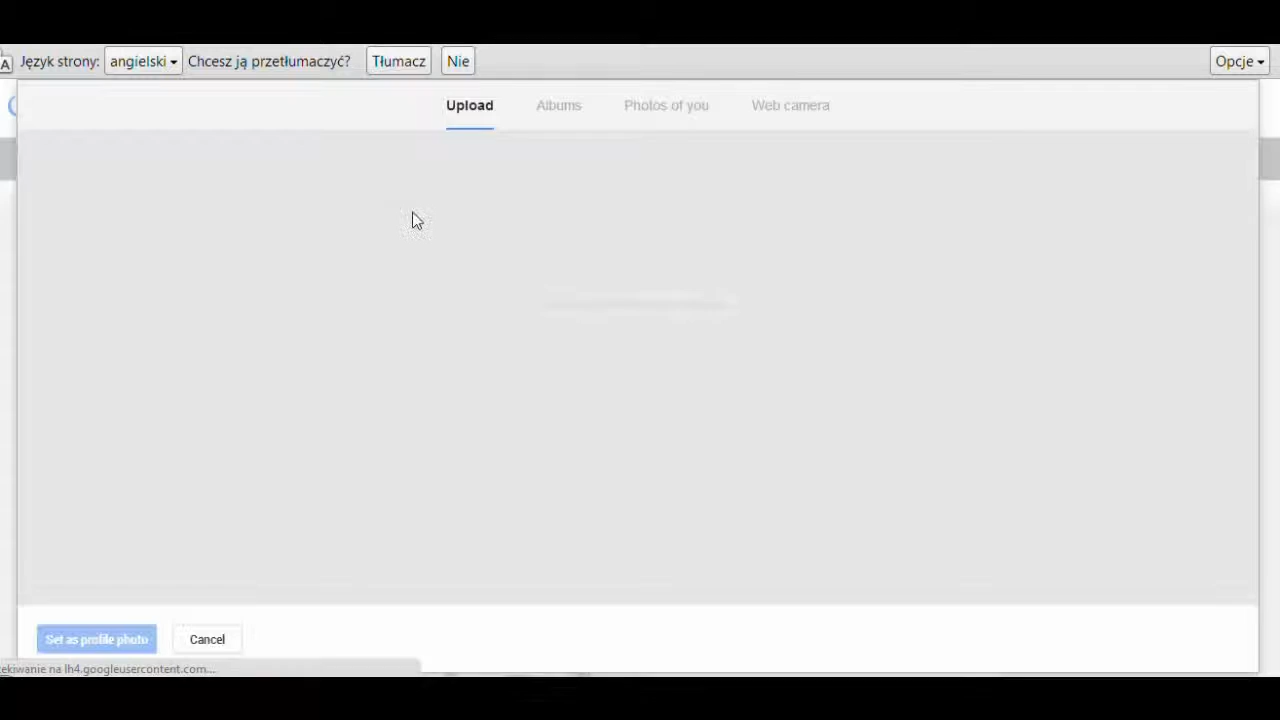 A Język strony: angielski Chcesz ją przetłumaczyć? Tłumacz Nie Opcje
Upload Albums Photos of you Web camera
Set as profile photo Cancel
na lh4.googleusercontent.com...